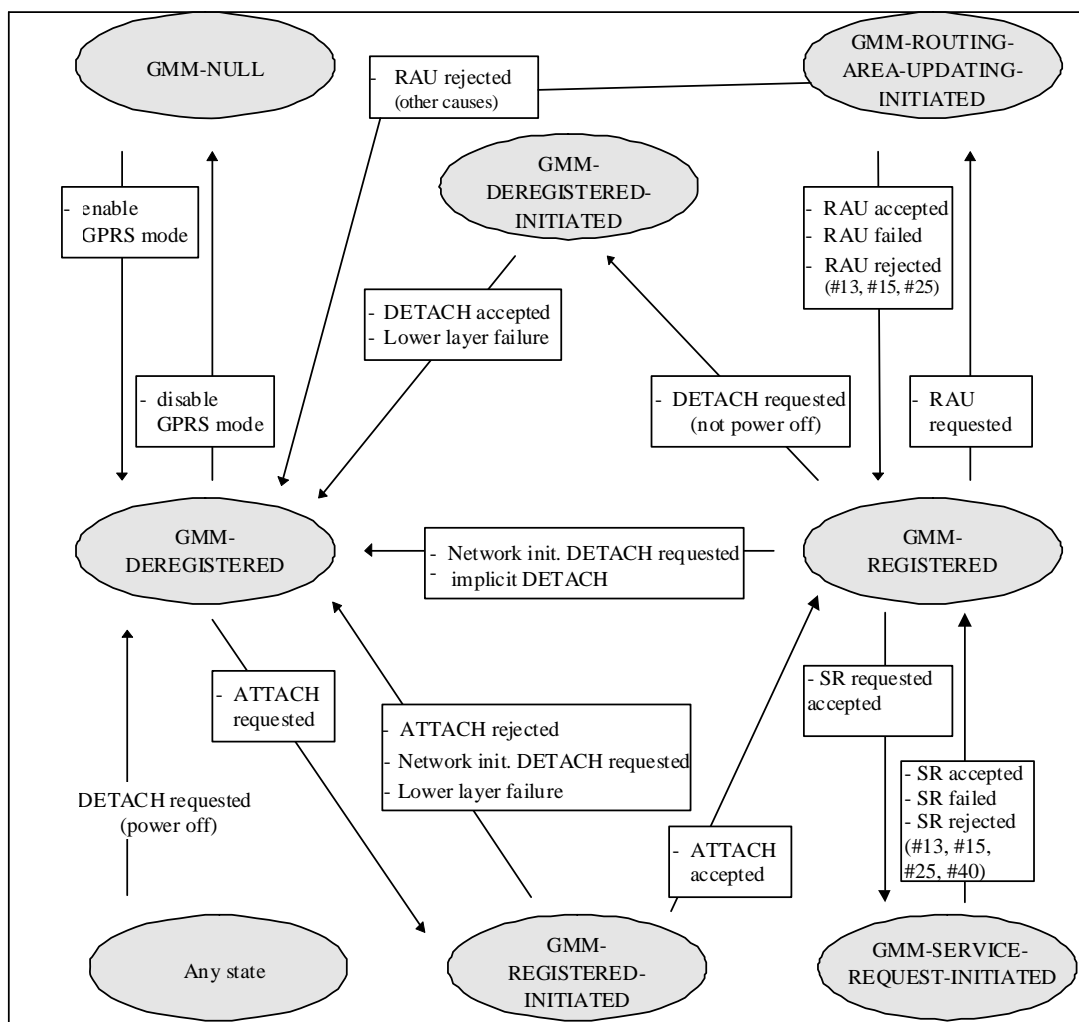 GMM-NULL
GMM-ROUTING-
AREA-UPDATING-
INITIATED
- RAU rejected
(other causes)
GMM-
DEREGISTERED-
INITIATED
- enable
GPRS mode
- RAU accepted
- RAU failed
- RAU rejected
(#13, #15, #25)
- DETACH accepted
- Lower layer failure
- disable
GPRS mode
- DETACH requested
(not power off)
- RAU
requested
GMM-
DEREGISTERED
- Network init. DETACH requested
- implicit DETACH
GMM-
REGISTERED
- ATTACH
requested
- ATTACH rejected
- Network init. DETACH requested
- Lower layer failure
- SR requested
accepted
DETACH requested
(power off)
- ATTACH
accepted
- SR accepted
- SR failed
- SR rejected
(#13, #15,
#25, #40)
Any state
GMM-
REGISTERED-
INITIATED
GMM-SERVICE-
REQUEST-INITIATED